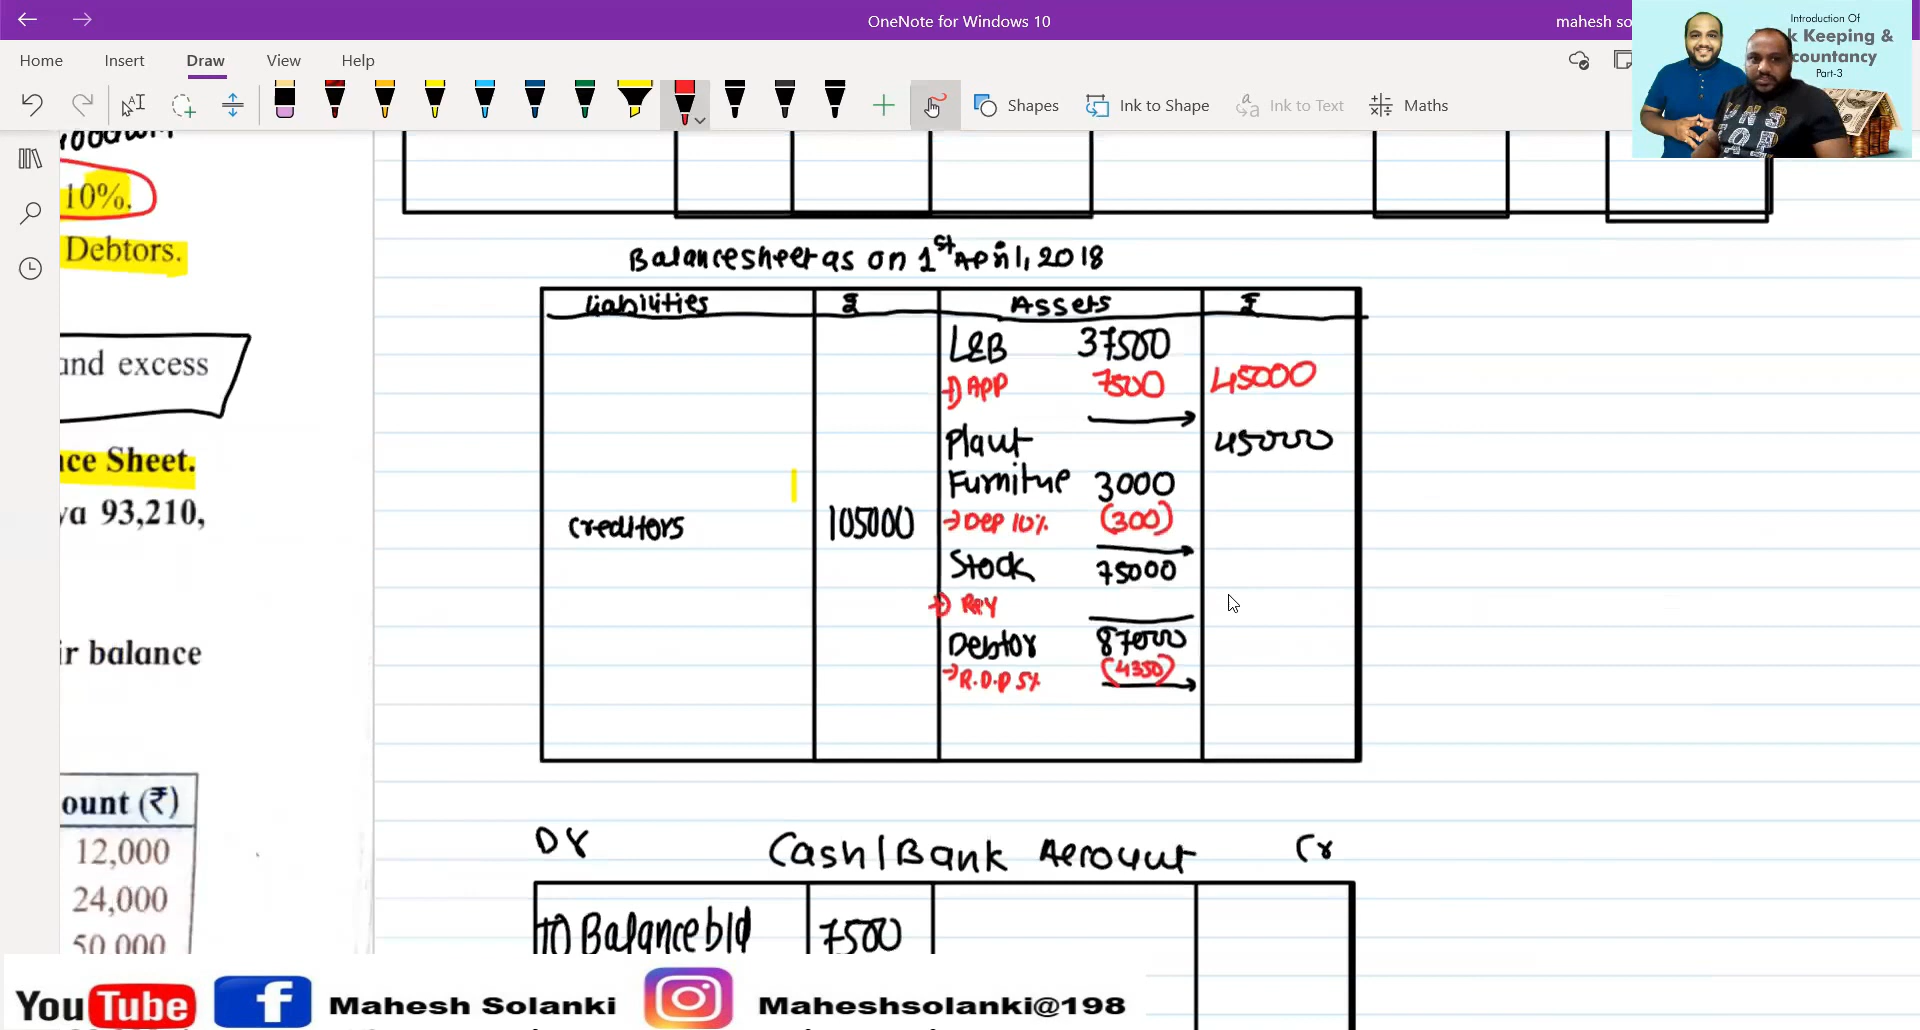 OneNote for Windows 10
mahesh so
Home Insert Draw View Help
Shapes Ink to Shape Ink to Text Maths
Introduction Of
k Keeping &
countancy
Part-3
10%.
Debtors.
and excess
ce Sheet.
va 93,210,
ir balance
ount (₹)
12,000
24,000
50,000
Balancesheet as on 1st April, 2018
Liabilities ₹ Assets ₹
L&B 37500
+) APP 7500 45000
Plant 45000
Furniture 3000
Creditors 105000 -) Dep 10% (300)
Stock 75000
+)
Debtor 87000
-) R.D.D 5% (4350)
Dr Cash/Bank Account Cr
to Balance b/d 7500
YouTube Mahesh Solanki Maheshsolanki@198